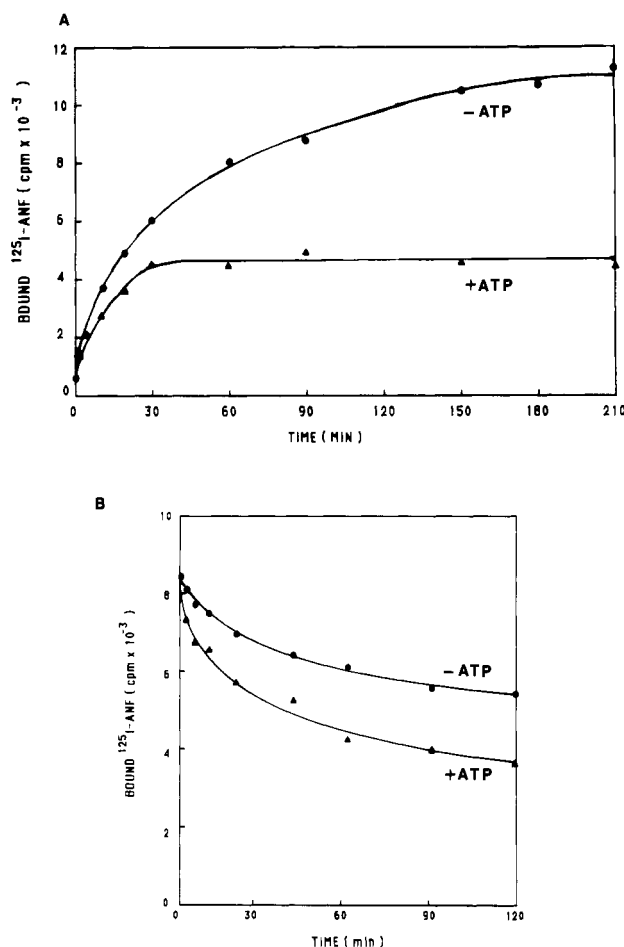 A
12
10
8
6
4
2
0
BOUND ¹²⁵I-ANF ( cpm x 10⁻³ )
-ATP
+ATP
0 30 60 90 120 150 180 210
TIME ( MIN )
B
10
8
6
4
2
0
BOUND ¹²⁵I-ANF ( cpm x 10⁻³ )
-ATP
+ATP
0 30 60 90 120
TIME ( min )